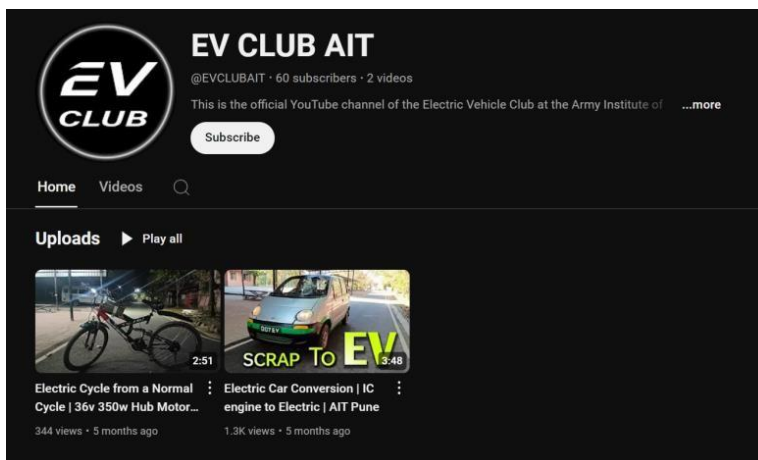 EV
CLUB
EV CLUB AIT
@EVCLUBAIT · 60 subscribers · 2 videos
This is the official YouTube channel of the Electric Vehicle Club at the Army Institute of ...more
Subscribe
Home Videos
Uploads Play all
2:51
SCRAP TO EV
3:48
Electric Cycle from a Normal
Cycle | 36v 350w Hub Motor...
344 views • 5 months ago
Electric Car Conversion | IC
engine to Electric | AIT Pune
1.3K views • 5 months ago